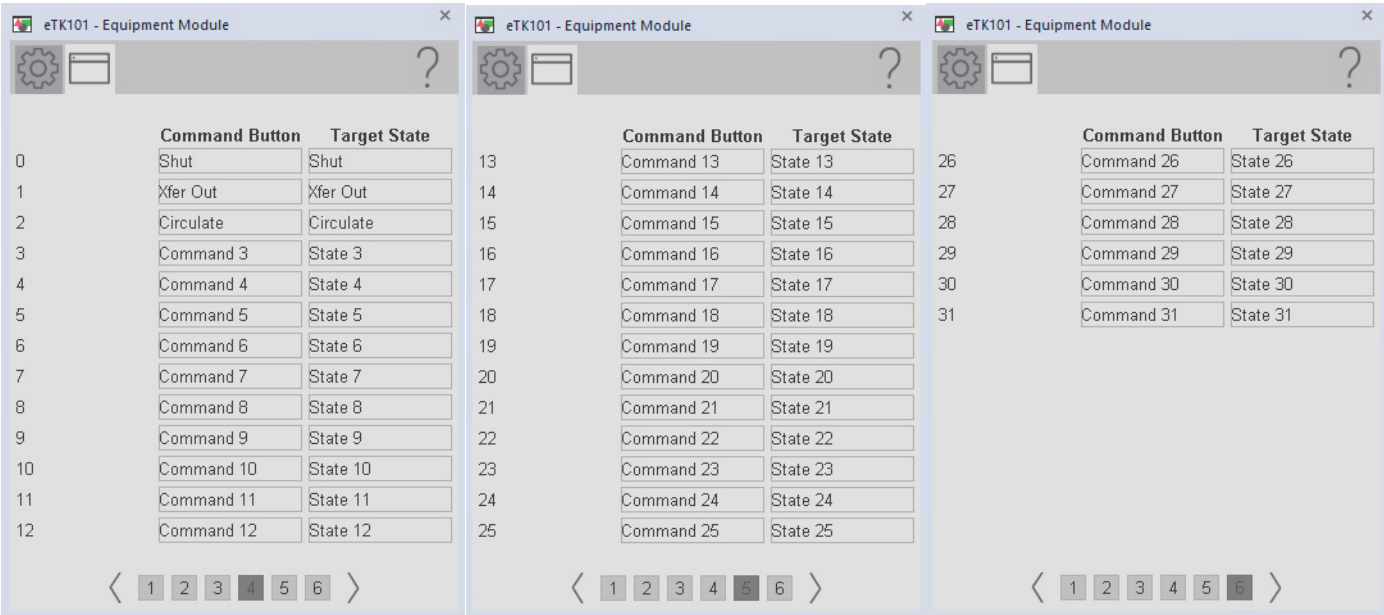 eTK101 - Equipment Module
×
?
Command Button Target State
0 Shut Shut
1 Xfer Out Xfer Out
2 Circulate Circulate
3 Command 3 State 3
4 Command 4 State 4
5 Command 5 State 5
6 Command 6 State 6
7 Command 7 State 7
8 Command 8 State 8
9 Command 9 State 9
10 Command 10 State 10
11 Command 11 State 11
12 Command 12 State 12
〈 1 2 3 4 5 6 〉
eTK101 - Equipment Module
×
?
Command Button Target State
13 Command 13 State 13
14 Command 14 State 14
15 Command 15 State 15
16 Command 16 State 16
17 Command 17 State 17
18 Command 18 State 18
19 Command 19 State 19
20 Command 20 State 20
21 Command 21 State 21
22 Command 22 State 22
23 Command 23 State 23
24 Command 24 State 24
25 Command 25 State 25
〈 1 2 3 4 5 6 〉
eTK101 - Equipment Module
×
?
Command Button Target State
26 Command 26 State 26
27 Command 27 State 27
28 Command 28 State 28
29 Command 29 State 29
30 Command 30 State 30
31 Command 31 State 31
〈 1 2 3 4 5 6 〉